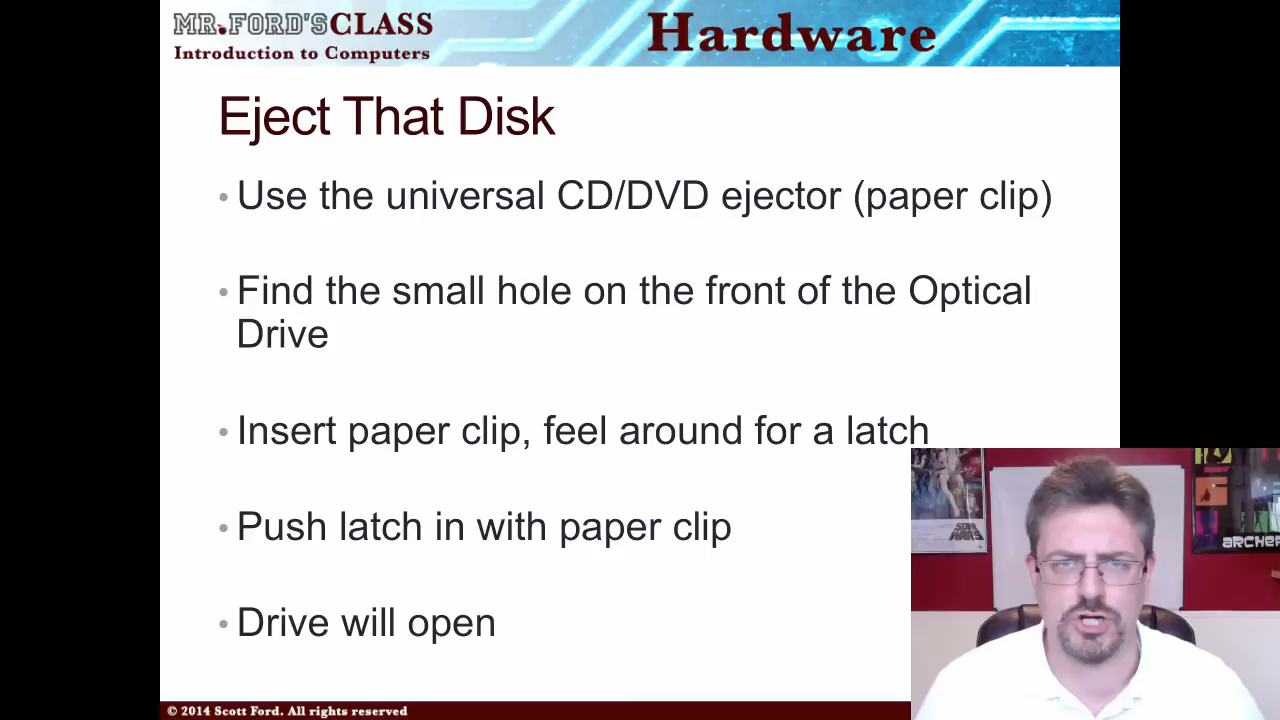 MR.FORD'S CLASS
Introduction to Computers
Hardware
Eject That Disk
• Use the universal CD/DVD ejector (paper clip)
• Find the small hole on the front of the Optical
Drive
• Insert paper clip, feel around for a latch
• Push latch in with paper clip
• Drive will open
STAR
WARS
ARCHER
© 2014 Scott Ford. All rights reserved